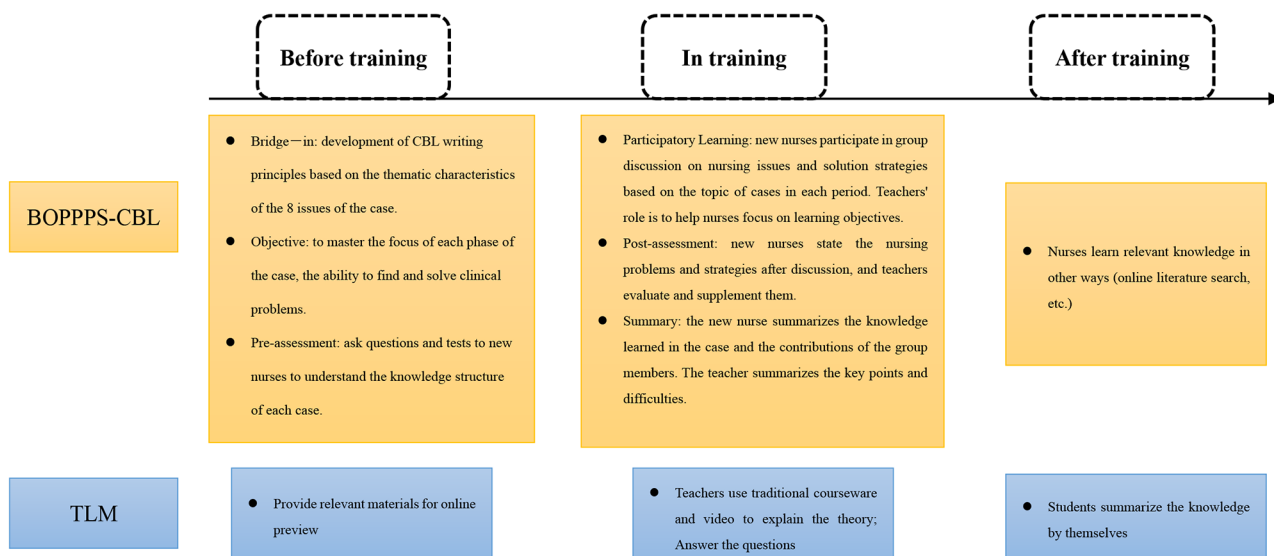 Before training
In training
After training
BOPPPS-CBL
● Bridge一in: development of CBL writing
principles based on the thematic characteristics
of the 8 issues of the case.
● Objective: to master the focus of each phase of
the case, the ability to find and solve clinical
problems.
● Pre-assessment: ask questions and tests to new
nurses to understand the knowledge structure
of each case.
● Participatory Learning: new nurses participate in group
discussion on nursing issues and solution strategies
based on the topic of cases in each period. Teachers'
role is to help nurses focus on learning objectives.
● Post-assessment: new nurses state the nursing
problems and strategies after discussion, and teachers
evaluate and supplement them.
● Summary: the new nurse summarizes the knowledge
learned in the case and the contributions of the group
members. The teacher summarizes the key points and
difficulties.
● Nurses learn relevant knowledge in
other ways (online literature search,
etc.)
TLM
● Provide relevant materials for online
preview
● Teachers use traditional courseware
and video to explain the theory;
Answer the questions
● Students summarize the knowledge
by themselves